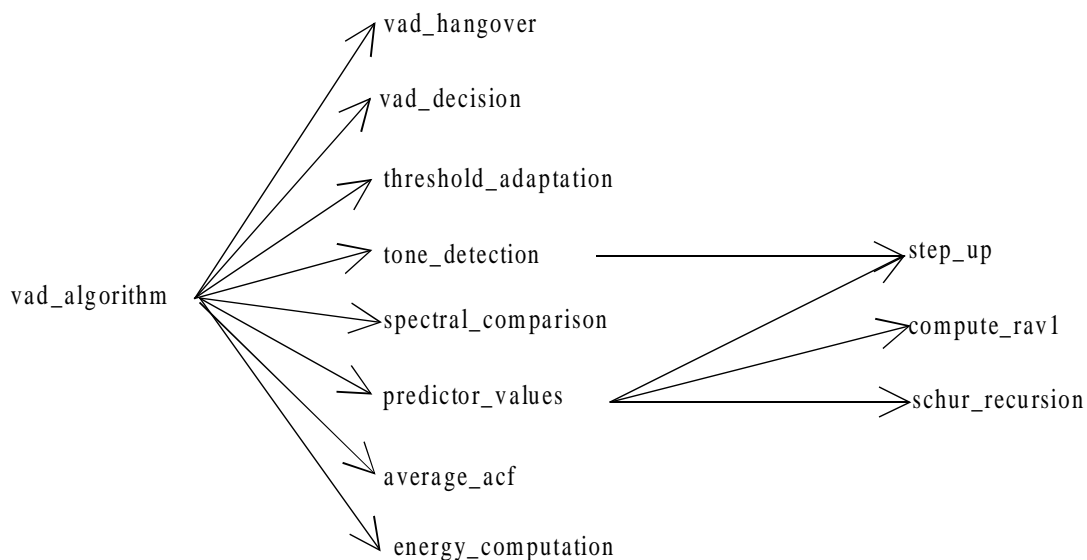 vad_hangover
vad_decision
threshold_adaptation
tone_detection
step_up
vad_algorithm
spectral_comparison
compute_rav1
predictor_values
schur_recursion
average_acf
energy_computation